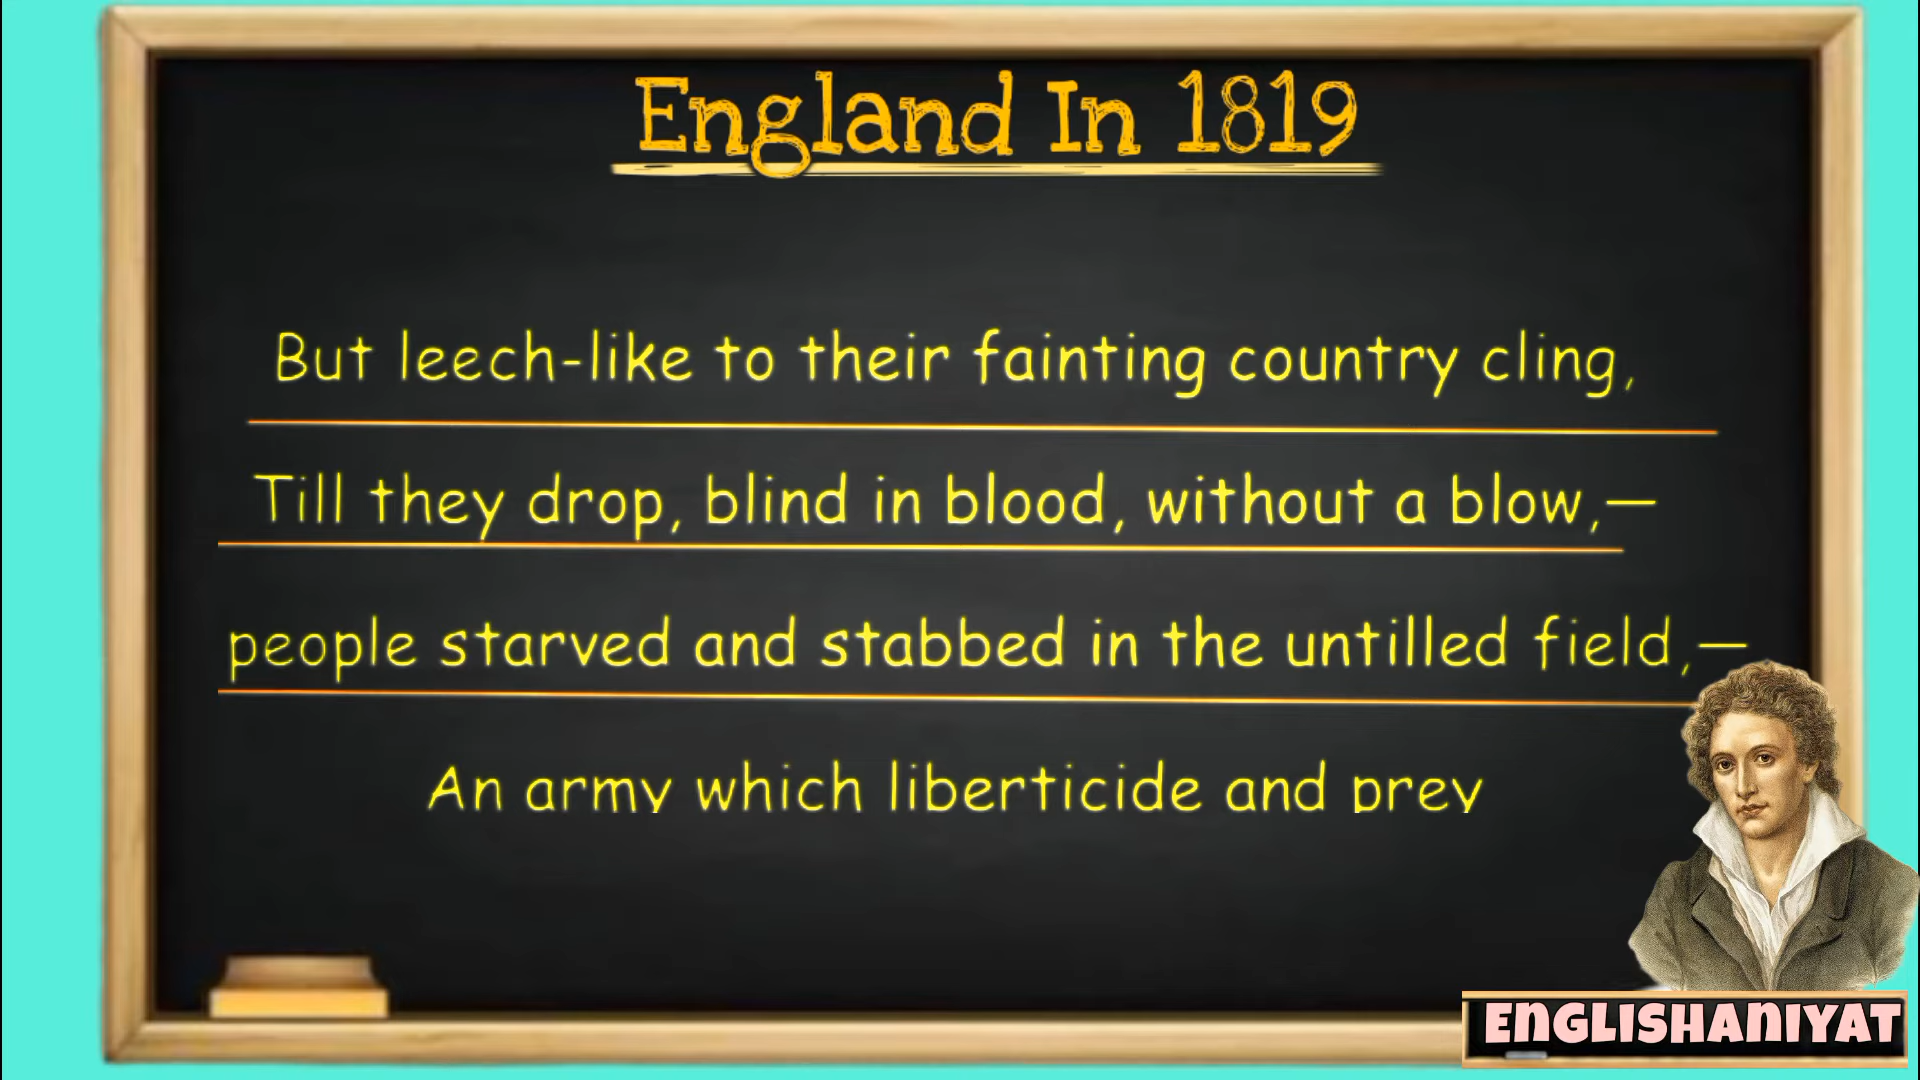 England In 1819
But leech-like to their fainting country cling,
Till they drop, blind in blood, without a blow,—
people starved and stabbed in the untilled field,—
An army which liberticide and prey
ENGLISHANIYAT